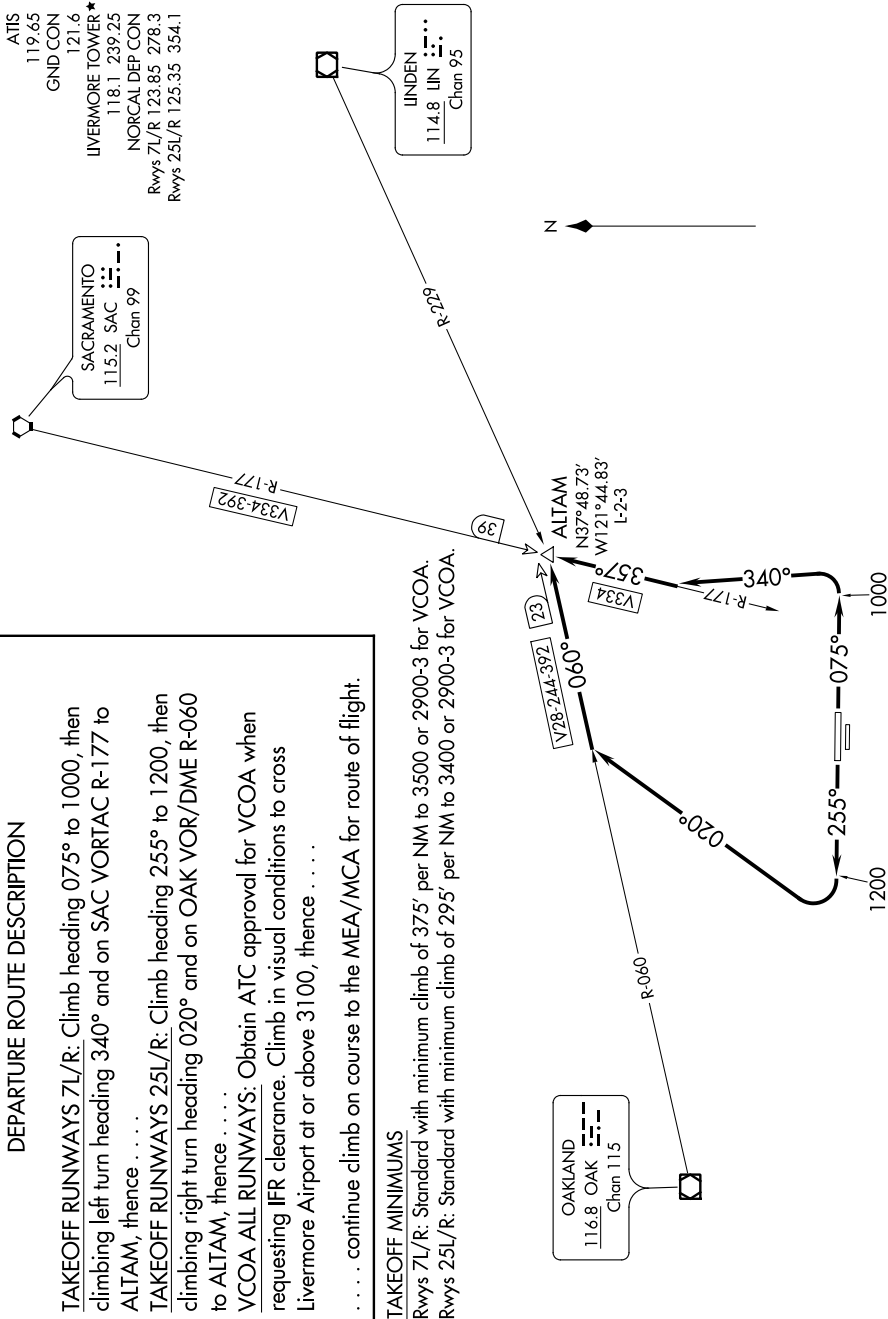 DEPARTURE ROUTE DESCRIPTION
TAKEOFF RUNWAYS 7L/R: Climb heading 075° to 1000, then
climbing left turn heading 340° and on SAC VORTAC R-177 to
ALTAM, thence . . . .
TAKEOFF RUNWAYS 25L/R: Climb heading 255° to 1200, then
climbing right turn heading 020° and on OAK VOR/DME R-060
to ALTAM, thence . . . .
VCOA ALL RUNWAYS: Obtain ATC approval for VCOA when
requesting IFR clearance. Climb in visual conditions to cross
Livermore Airport at or above 3100, thence . . . .
. . . . continue climb on course to the MEA/MCA for route of flight.
TAKEOFF MINIMUMS
Rwys 7L/R: Standard with minimum climb of 375' per NM to 3500 or 2900-3 for VCOA.
Rwys 25L/R: Standard with minimum climb of 295' per NM to 3400 or 2900-3 for VCOA.
ATIS
119.65
GND CON
121.6
LIVERMORE TOWER★
118.1 239.25
NORCAL DEP CON
Rwys 7L/R 123.85 278.3
Rwys 25L/R 125.35 354.1
SACRAMENTO
115.2 SAC
Chan 99
LINDEN
114.8 LIN
Chan 95
R-229
R-177
V334-392
39
N
ALTAM
N37°48.73'
W121°44.83'
L-2-3
23
V28-244-392
060°
357°
V334
R-177
340°
020°
075°
255°
1000
1200
R-060
OAKLAND
116.8 OAK
Chan 115